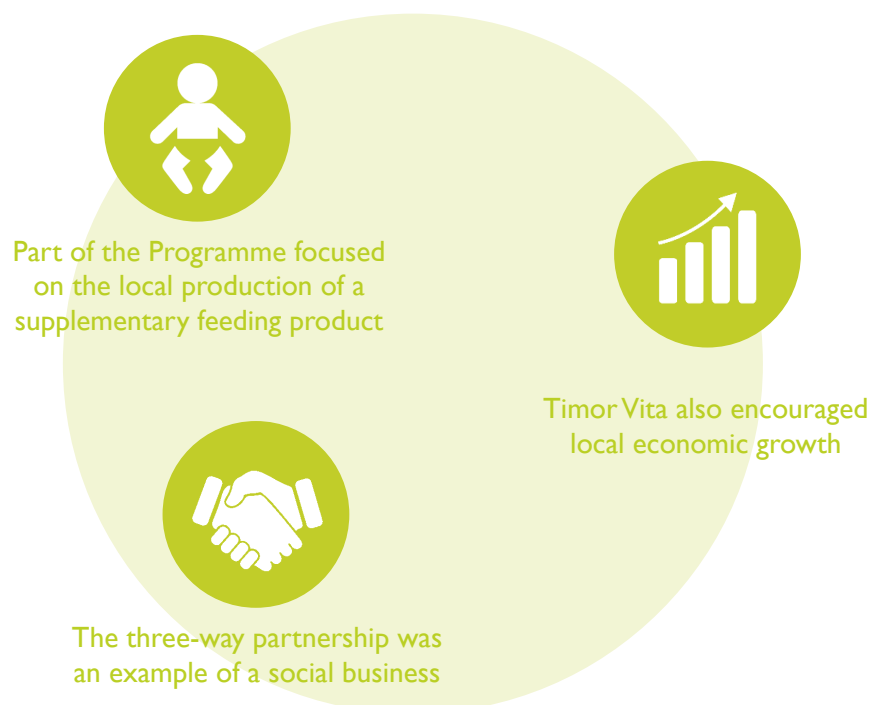 Part of the Programme focused
on the local production of a
supplementary feeding product
Timor Vita also encouraged
local economic growth
The three-way partnership was
an example of a social business